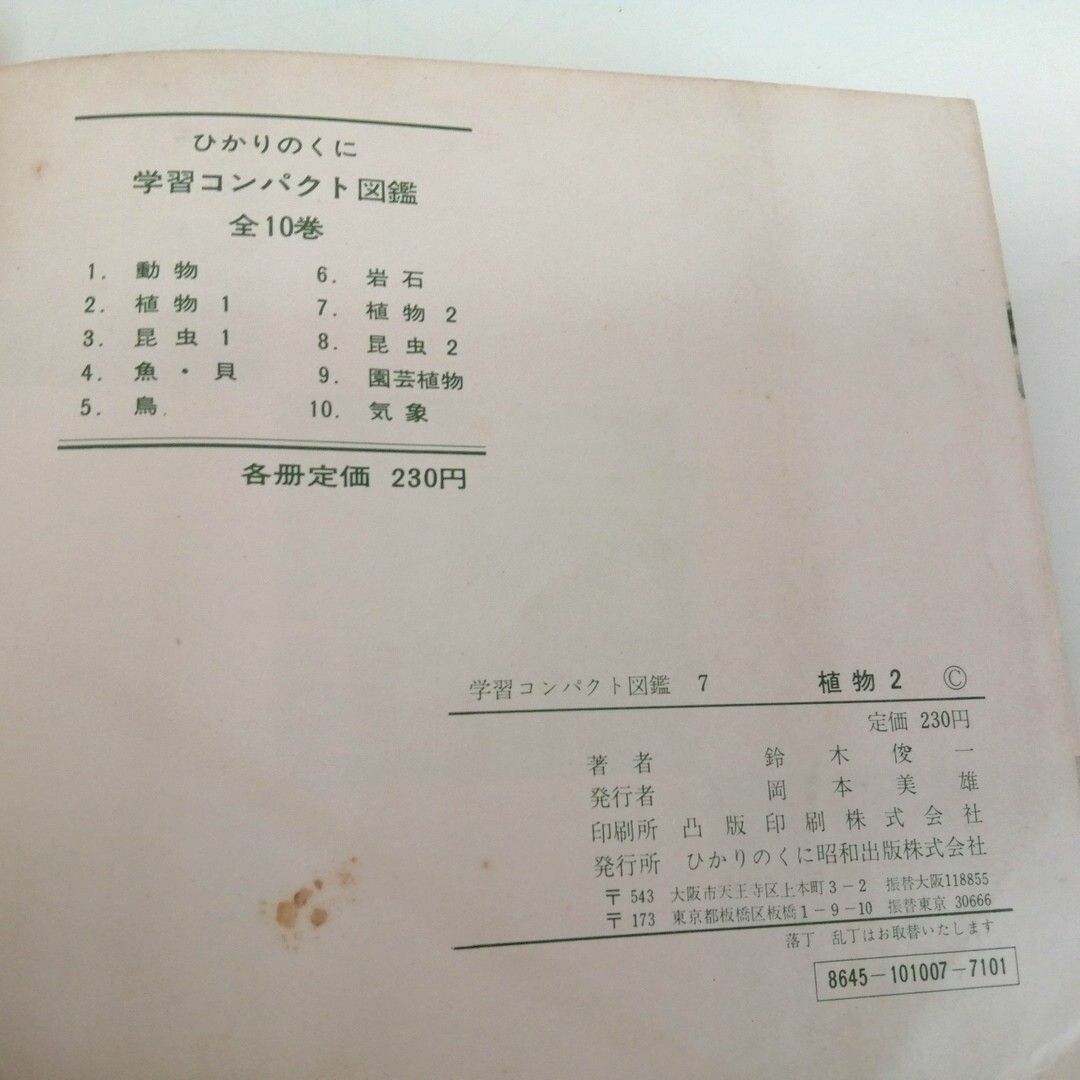 ひかりのくに
学習コンパクト図鑑
全10巻
1. 動物
2. 植物 1
3. 昆虫 1
4. 魚・貝
5. 鳥
6. 岩石
7. 植物 2
8. 昆虫 2
9. 園芸植物
10. 気象
各冊定価 230円
学習コンパクト図鑑 7 植物2 Ⓒ
定価 230円
著者 鈴木俊一
発行者 岡本美雄
印刷所 凸版印刷株式会社
発行所 ひかりのくに昭和出版株式会社
〒543 大阪市天王寺区上本町3-2 振替大阪118855
〒173 東京都板橋区板橋1-9-10 振替東京 30666
落丁 乱丁はお取替いたします
8645-101007-7101